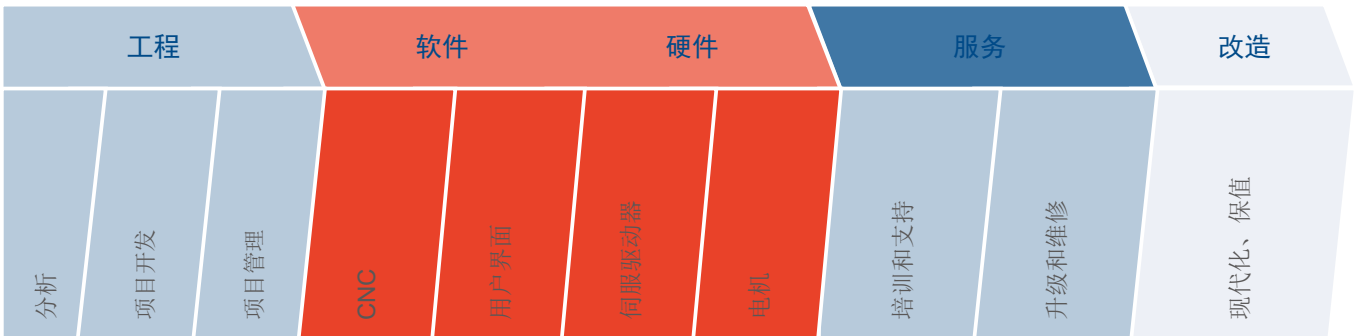 工程
软件
硬件
服务
改造
分析
项目开发
项目管理
CNC
用户界面
伺服驱动器
电机
培训和支持
升级和维修
现代化、保值